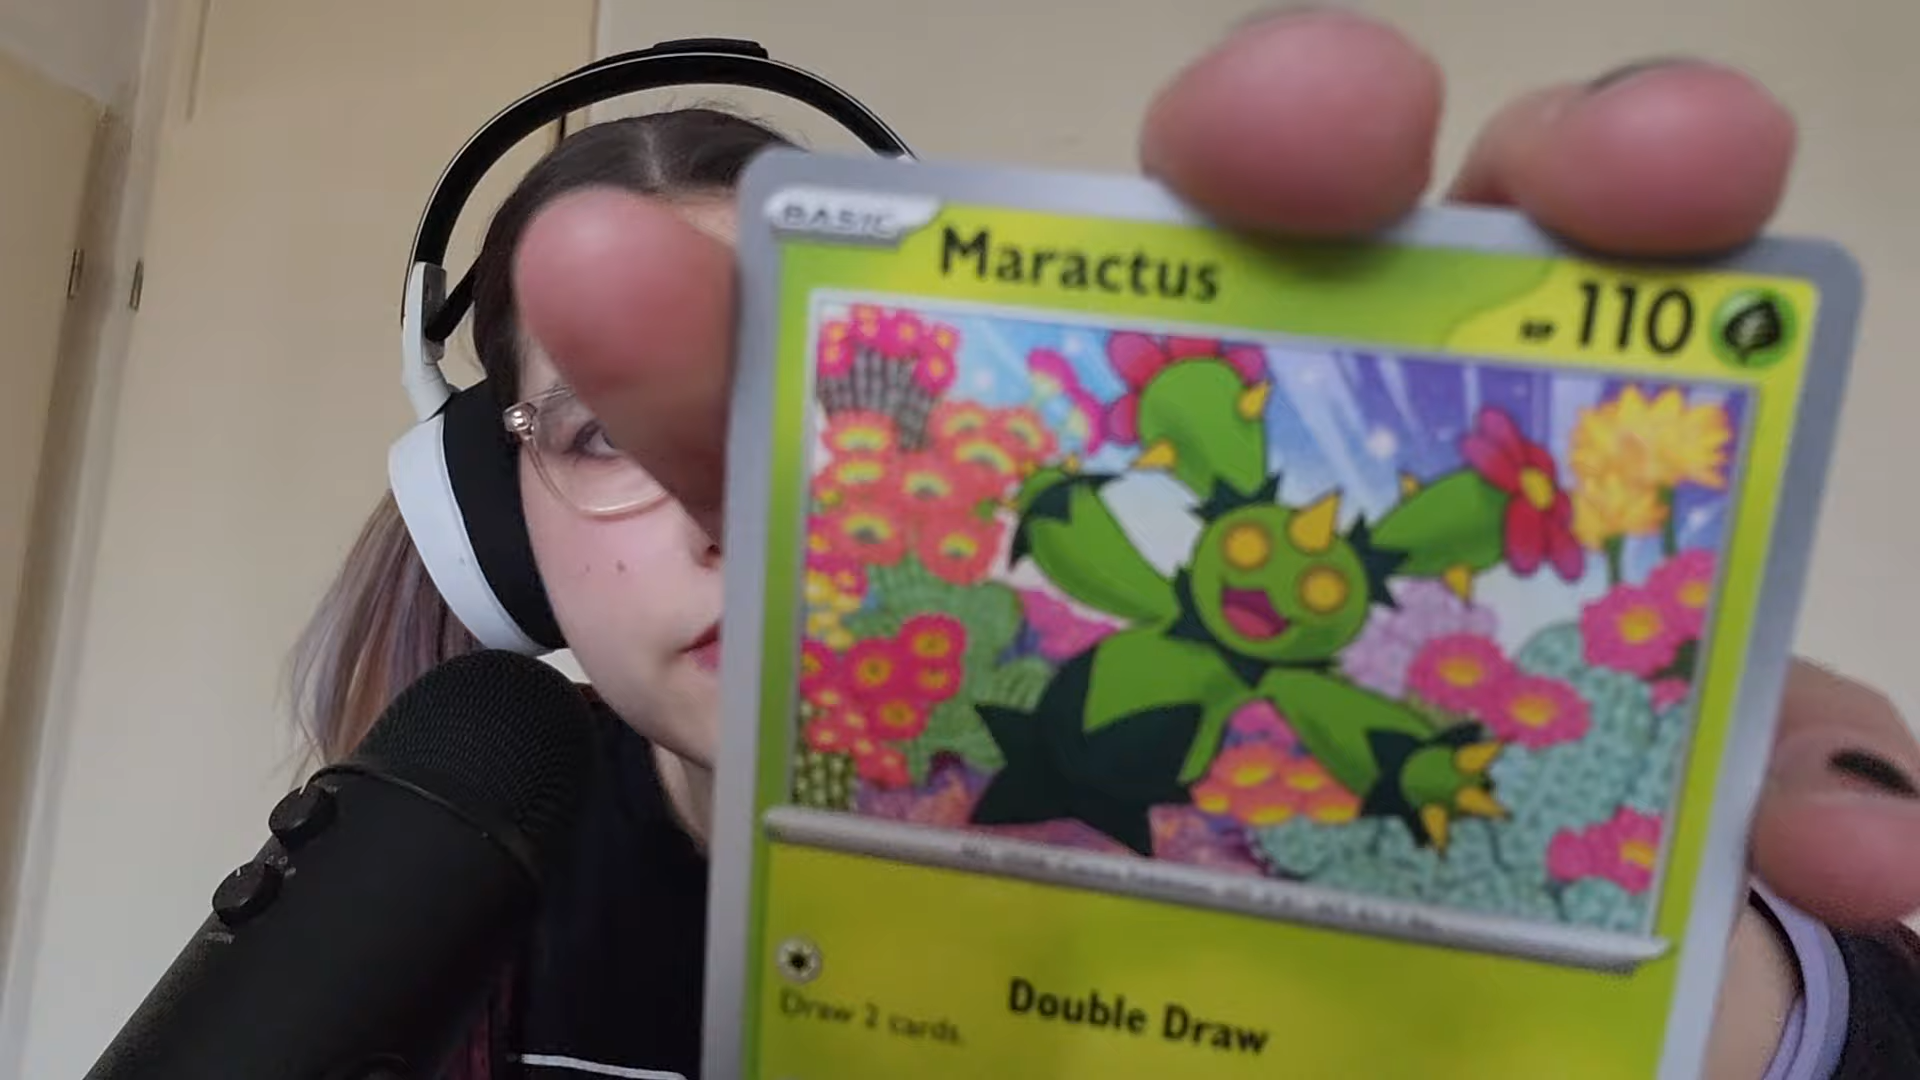 BASIC
Maractus
HP 110
Double Draw
Draw 2 cards.